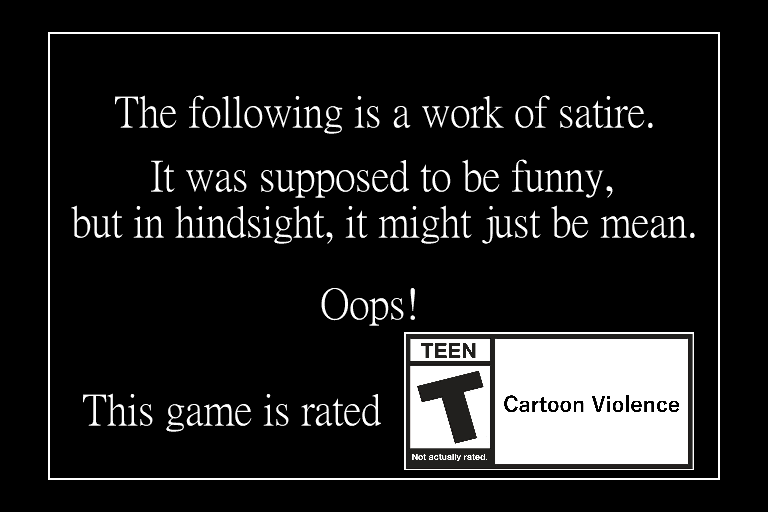 The following is a work of satire.
It was supposed to be funny,
but in hindsight, it might just be mean.
Oops!
This game is rated
TEEN
T
Not actually rated.
Cartoon Violence